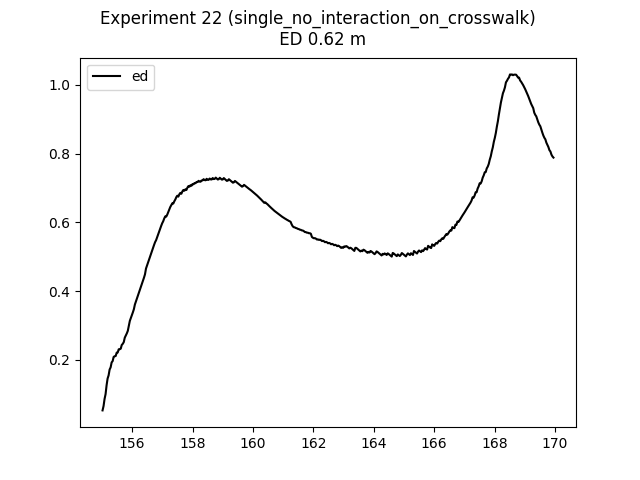 Experiment 22 (single_no_interaction_on_crosswalk)
ED 0.62 m
ed
1.0
0.8
0.6
0.4
0.2
156 158 160 162 164 166 168 170